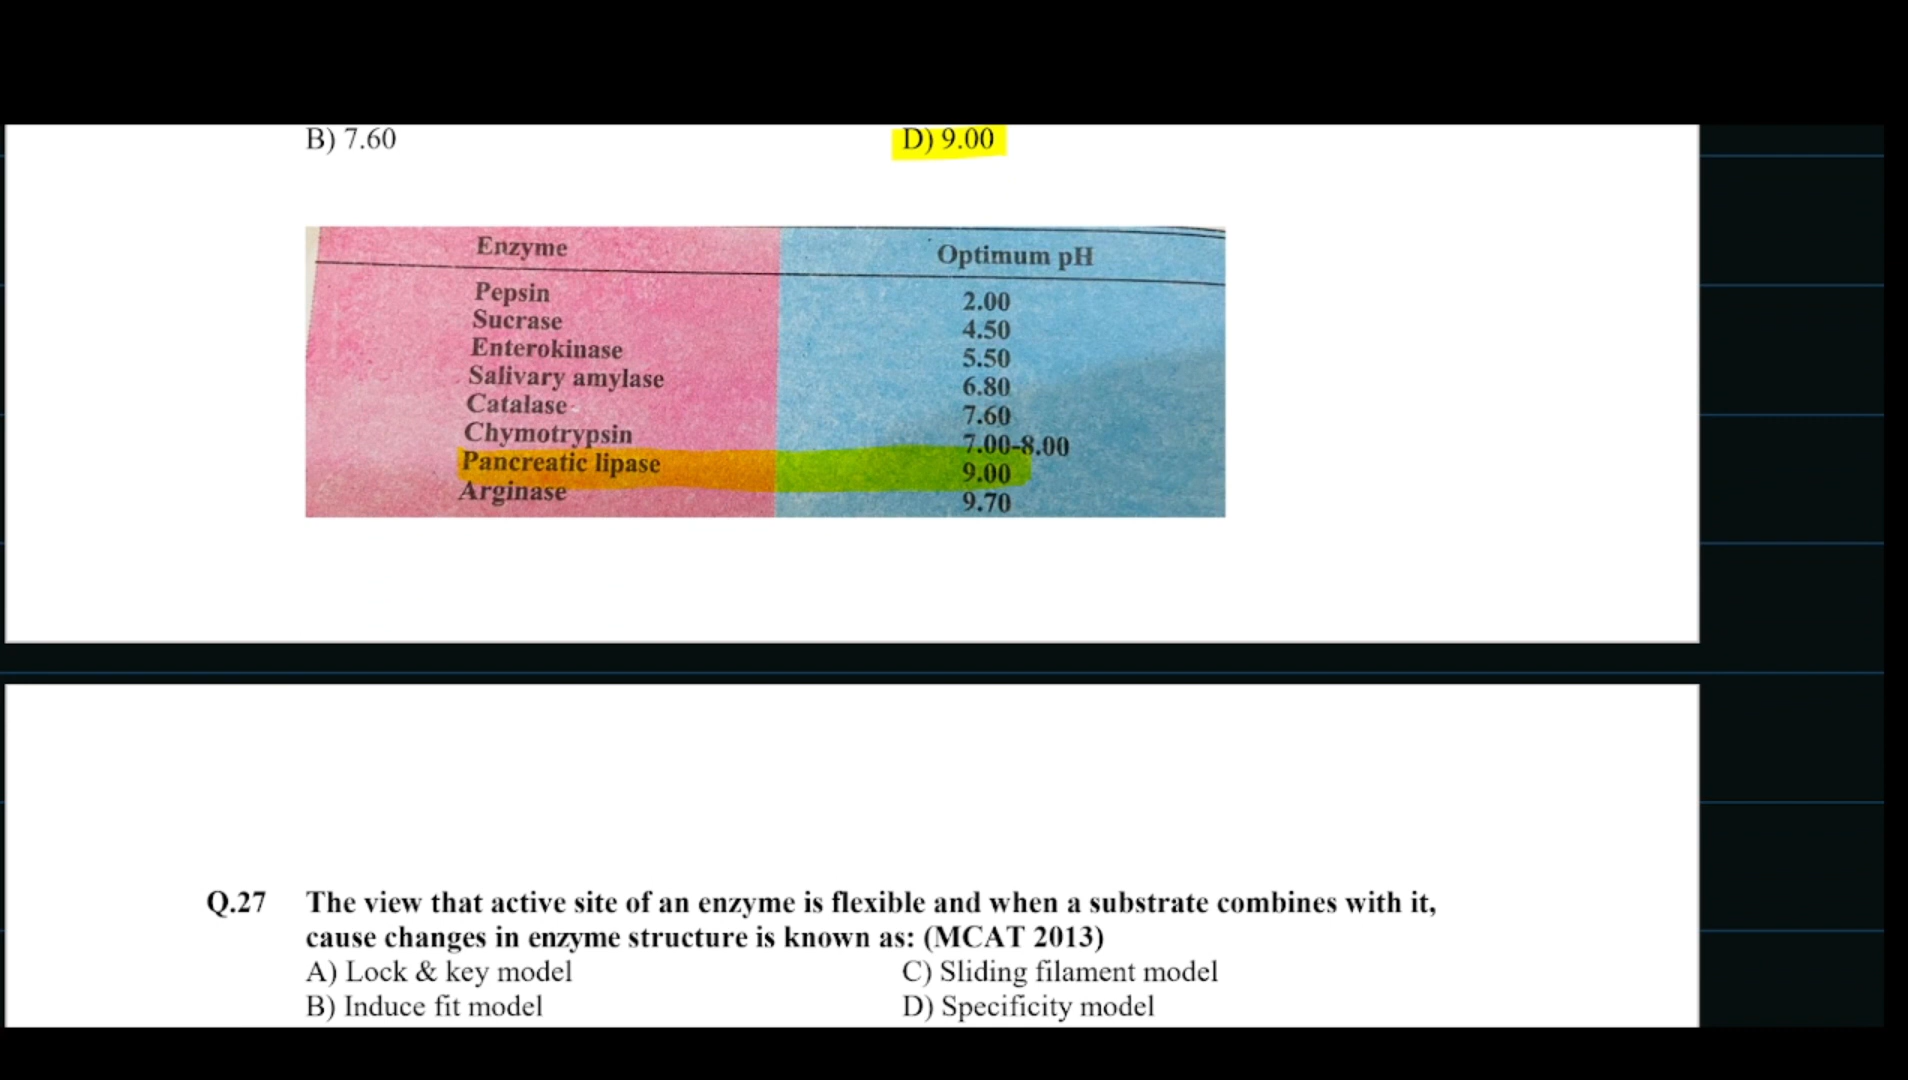 B) 7.60 D) 9.00
Enzyme Optimum pH
Pepsin 2.00
Sucrase 4.50
Enterokinase 5.50
Salivary amylase 6.80
Catalase 7.60
Chymotrypsin 7.00-8.00
Pancreatic lipase 9.00
Arginase 9.70
Q.27 The view that active site of an enzyme is flexible and when a substrate combines with it,
cause changes in enzyme structure is known as: (MCAT 2013)
A) Lock & key model C) Sliding filament model
B) Induce fit model D) Specificity model